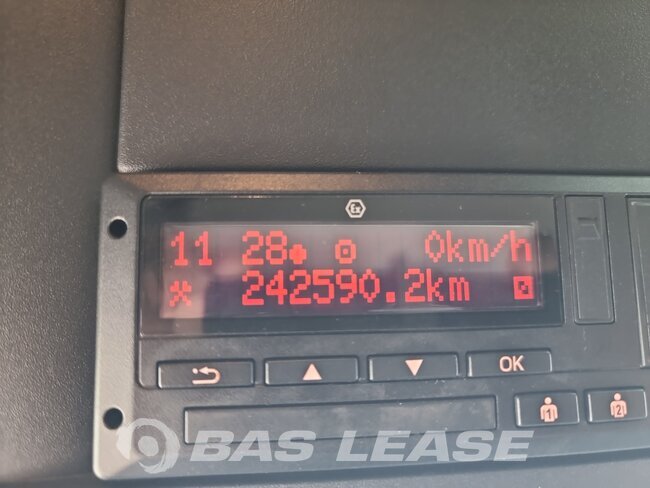 Ex
11 28 0km/h
242590.2km
OK
1 2
BAS LEASE